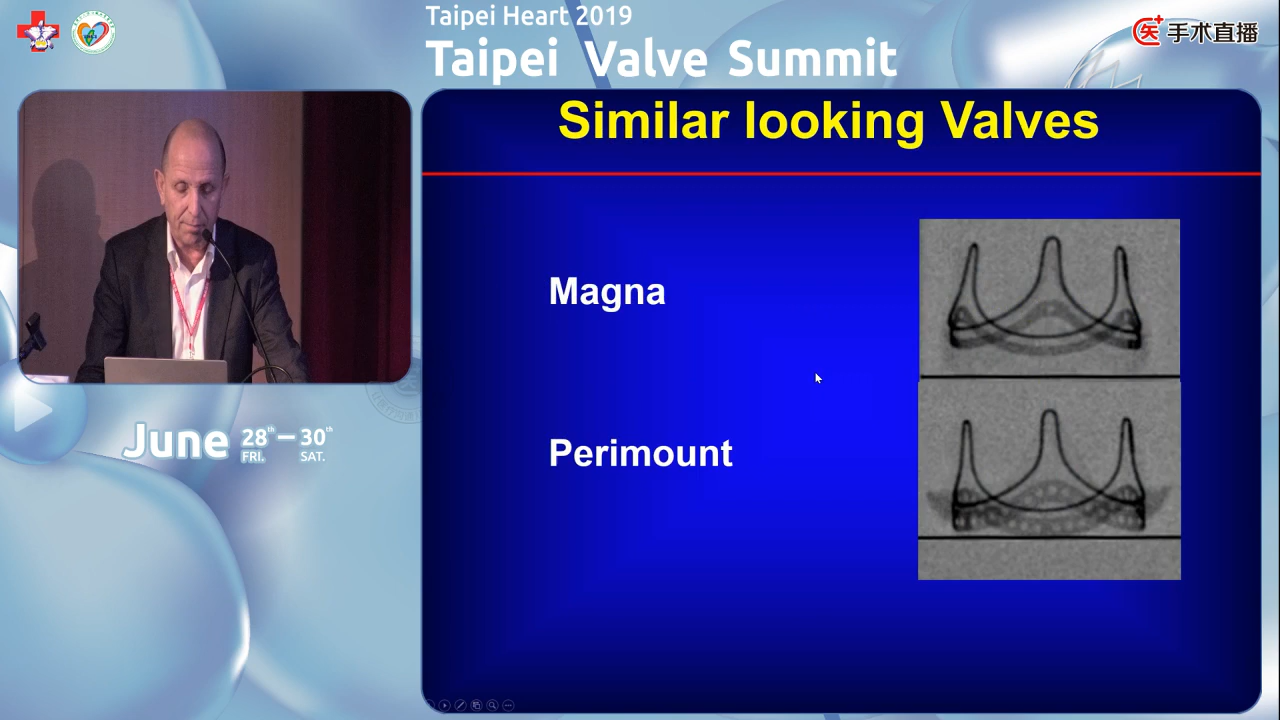 Taipei Heart 2019
Taipei Valve Summit
医 手术直播
Similar looking Valves
Magna
Perimount
June 28th – 30th
FRI. SAT.